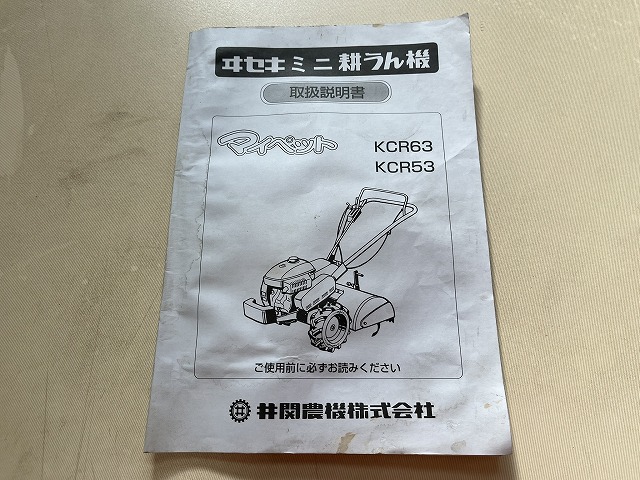 ヰセキミニ耕うん機
取扱説明書
マイペット
KCR63
KCR53
ご使用前に必ずお読みください
井関農機株式会社